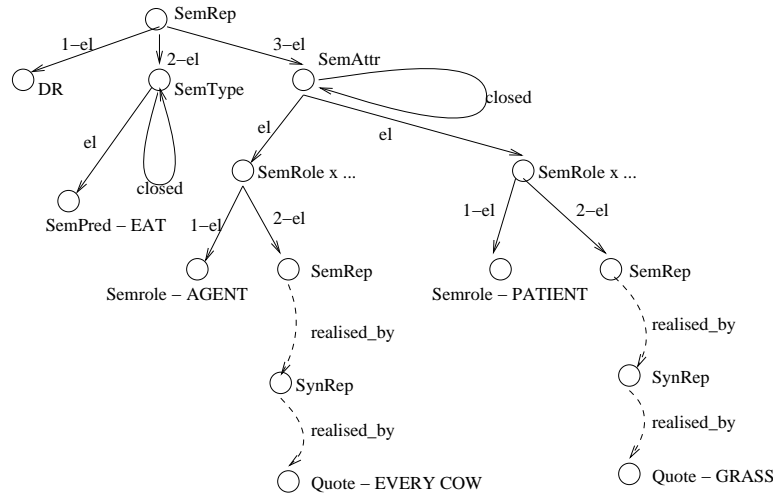 SemRep
1−el
2−el
3−el
SemAttr
DR
SemType
closed
el
el
el
closed
SemRole x ...
SemRole x ...
SemPred − EAT
1−el
2−el
1−el
2−el
SemRep
SemRep
Semrole − AGENT
Semrole − PATIENT
realised_by
realised_by
SynRep
SynRep
realised_by
realised_by
Quote − EVERY COW
Quote − GRASS